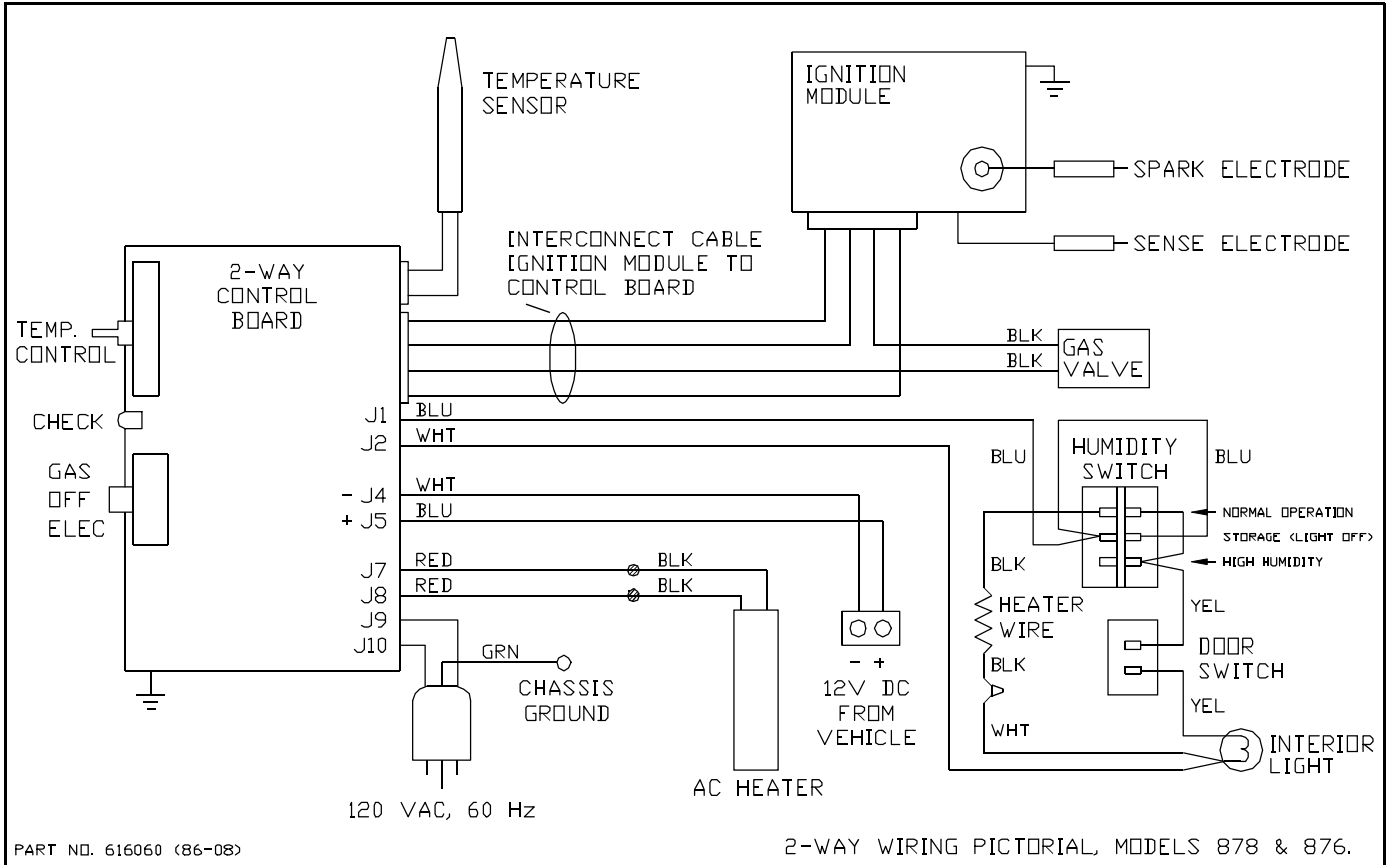 TEMPERATURE
SENSOR
IGNITION
MODULE
SPARK ELECTRODE
SENSE ELECTRODE
INTERCONNECT CABLE
IGNITION MODULE TO
CONTROL BOARD
2-WAY
CONTROL
BOARD
TEMP.
CONTROL
CHECK
GAS
OFF
ELEC
BLK
BLK
GAS
VALVE
J1 BLU
J2 WHT
- J4 WHT
+ J5 BLU
J7 RED BLK
J8 RED BLK
J9
J10
GRN
CHASSIS
GROUND
120 VAC, 60 Hz
AC HEATER
- +
12V DC
FROM
VEHICLE
BLU
HUMIDITY
SWITCH
BLU
NORMAL OPERATION
STORAGE (LIGHT OFF)
HIGH HUMIDITY
BLK
HEATER
WIRE
BLK
WHT
YEL
DOOR
SWITCH
YEL
INTERIOR
LIGHT
PART NO. 616060 (86-08)
2-WAY WIRING PICTORIAL, MODELS 878 & 876.